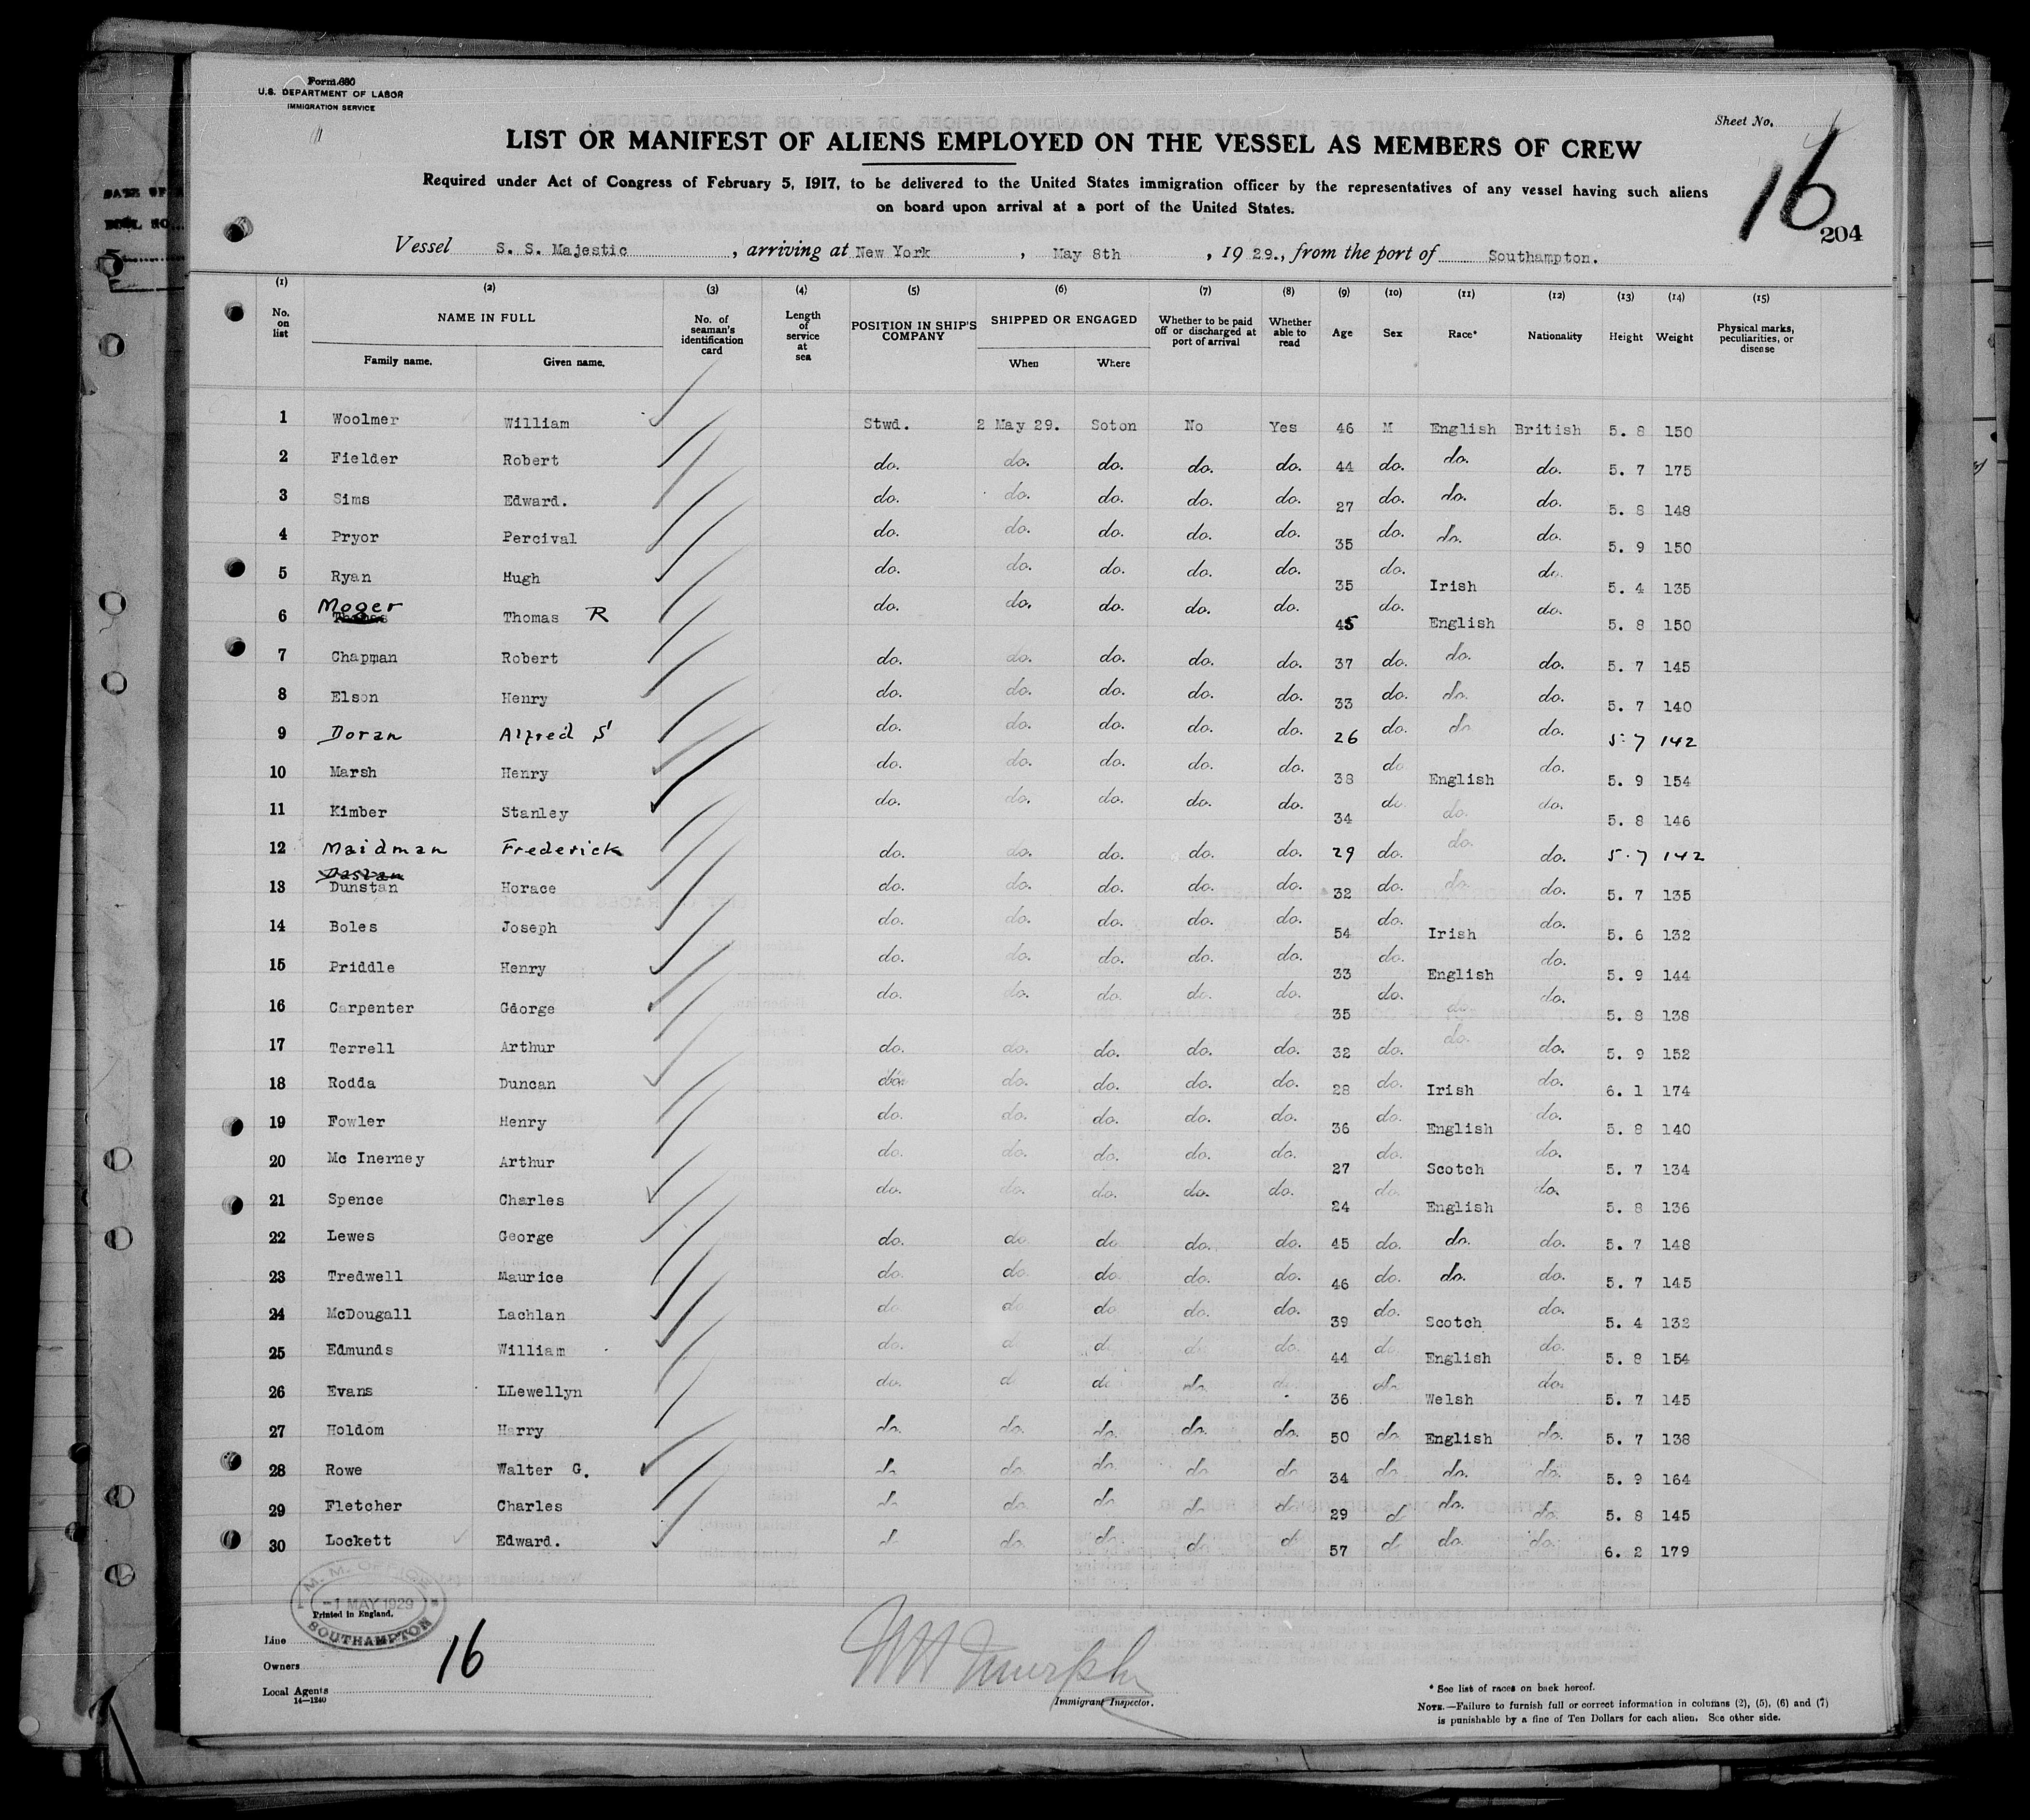 Form 680
U.S. DEPARTMENT OF LABOR
IMMIGRATION SERVICE
Sheet No.
16
204
LIST OR MANIFEST OF ALIENS EMPLOYED ON THE VESSEL AS MEMBERS OF CREW
Required under Act of Congress of February 5, 1917, to be delivered to the United States immigration officer by the representatives of any vessel having such aliens
on board upon arrival at a port of the United States.
Vessel S. S. Majestic, arriving at New York, May 8th, 1929., from the port of Southampton.
(1) (2) (3) (4) (5) (6) (7) (8) (9) (10) (11) (12) (13) (14) (15)
No. on list NAME IN FULL Family name. Given name. No. of seaman's identification card Length of service at sea POSITION IN SHIP'S COMPANY SHIPPED OR ENGAGED When Where Whether to be paid off or discharged at port of arrival Whether able to read Age Sex Race* Nationality Height Weight Physical marks, peculiarities, or disease
1 Woolmer William Stwd. 2 May 29. Soton No Yes 46 M English British 5. 8 150
2 Fielder Robert do. do. do. do. do. 44 do. do. do. 5. 7 175
3 Sims Edward. do. do. do. do. do. 27 do. do. do. 5. 8 148
4 Pryor Percival do. do. do. do. do. 35 do. do. do. 5. 9 150
5 Ryan Hugh do. do. do. do. do. 35 do. Irish do. 5. 4 135
6 Moger Thomas Thomas R do. do. do. do. do. 45 do. English do. 5. 8 150
7 Chapman Robert do. do. do. do. do. 37 do. do. do. 5. 7 145
8 Elson Henry do. do. do. do. do. 33 do. do. do. 5. 7 140
9 Doran Alfred S do. do. do. do. do. 26 do. do do. 5. 7 142
10 Marsh Henry do. do. do. do. do. 38 do English do. 5. 9 154
11 Kimber Stanley do. do. do. do. do. 34 do. do. do. 5. 8 146
12 Maidman Frederick do. do. do. do. do. 29 do. do. do. 5. 7 142
13 Dunstan Horace do. do. do. do. do. 32 do. do. do. 5. 7 135
14 Boles Joseph do. do. do. do. do. 54 do. Irish do. 5. 6 132
15 Priddle Henry do. do. do. do. do. 33 do. English do. 5. 9 144
16 Carpenter Gdorge do. do. do. do. do. 35 do. do. do. 5. 8 138
17 Terrell Arthur do. do. do. do. do. 32 do. do. do. 5. 9 152
18 Rodda Duncan do. do. do. do. do. 28 do. Irish do. 6. 1 174
19 Fowler Henry do. do. do. do. do. 36 do. English do. 5. 8 140
20 Mc Inerney Arthur do. do. do. do. do. 27 do. Scotch do. 5. 7 134
21 Spence Charles do. do. do. do. do. 24 do. English do. 5. 8 136
22 Lewes George do. do do do. do. 45 do. do. do. 5. 7 148
23 Tredwell Maurice do. do do do. do. 46 do. do. do. 5. 7 145
24 McDougall Lachlan do do do do. do. 39 do. Scotch do. 5. 4 132
25 Edmunds William do. d d do do. 44 do English do. 5. 8 154
26 Evans LLewellyn do. d d do 36 do. Welsh do. 5. 7 145
27 Holdom Harry do. do. do. do. do. 50 do English do. 5. 7 138
28 Rowe Walter G. do do. do. do do 34 do do. do. 5. 9 164
29 Fletcher Charles do do. do do do. 29 d do. do. 5. 8 145
30 Lockett Edward. d do. do. do d 57 d do. do. 6. 2 179
M. M. OFFICE
-1 MAY 1929
SOUTHAMPTON
Printed in England.
Line
Owners
Local Agents
14—1240
16
Immigrant Inspector.
* See list of races on back hereof.
NOTE.—Failure to furnish full or correct information in columns (2), (5), (6) and (7)
is punishable by a fine of Ten Dollars for each alien. See other side.